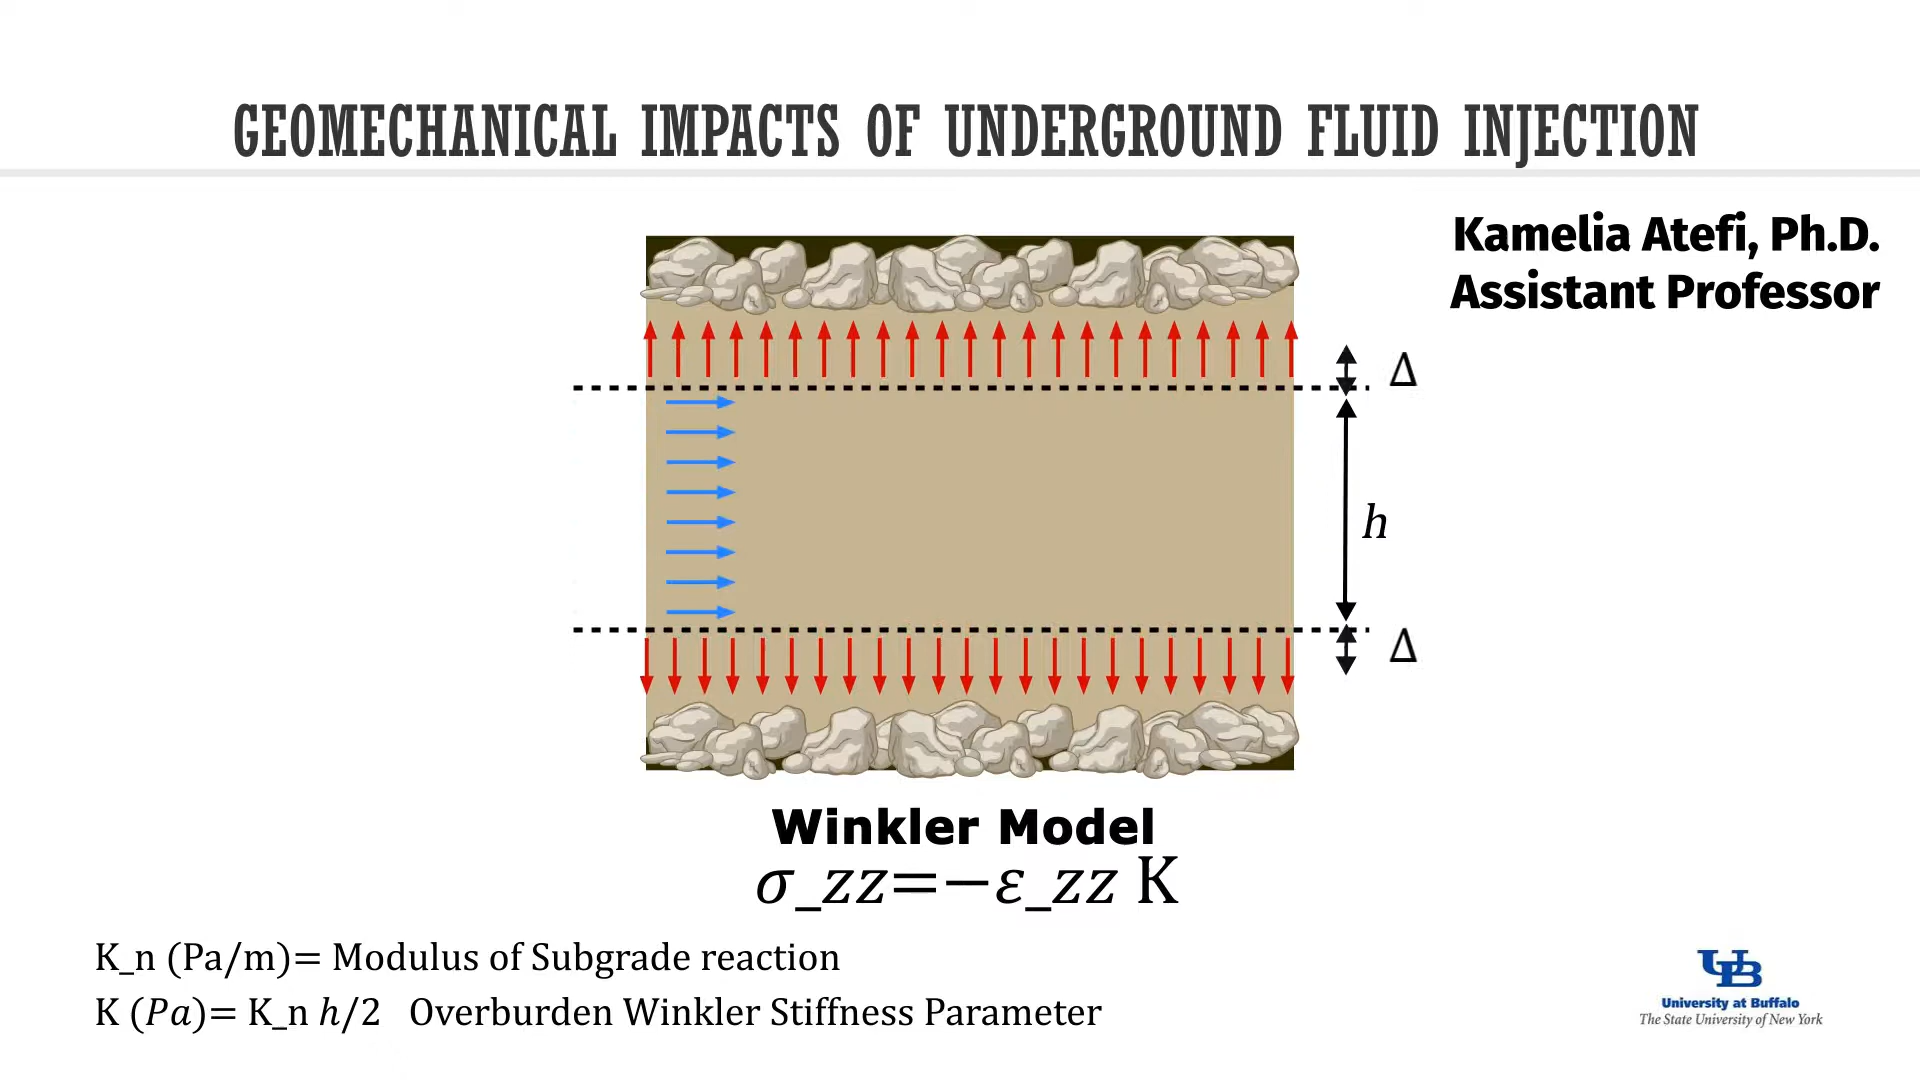 GEOMECHANICAL IMPACTS OF UNDERGROUND FLUID INJECTION
Kamelia Atefi, Ph.D.
Assistant Professor
Δ
h
Δ
Winkler Model
σ_zz=−ε_zz K
K_n (Pa/m)= Modulus of Subgrade reaction
K (Pa)= K_n h/2 Overburden Winkler Stiffness Parameter
UB
University at Buffalo
The State University of New York